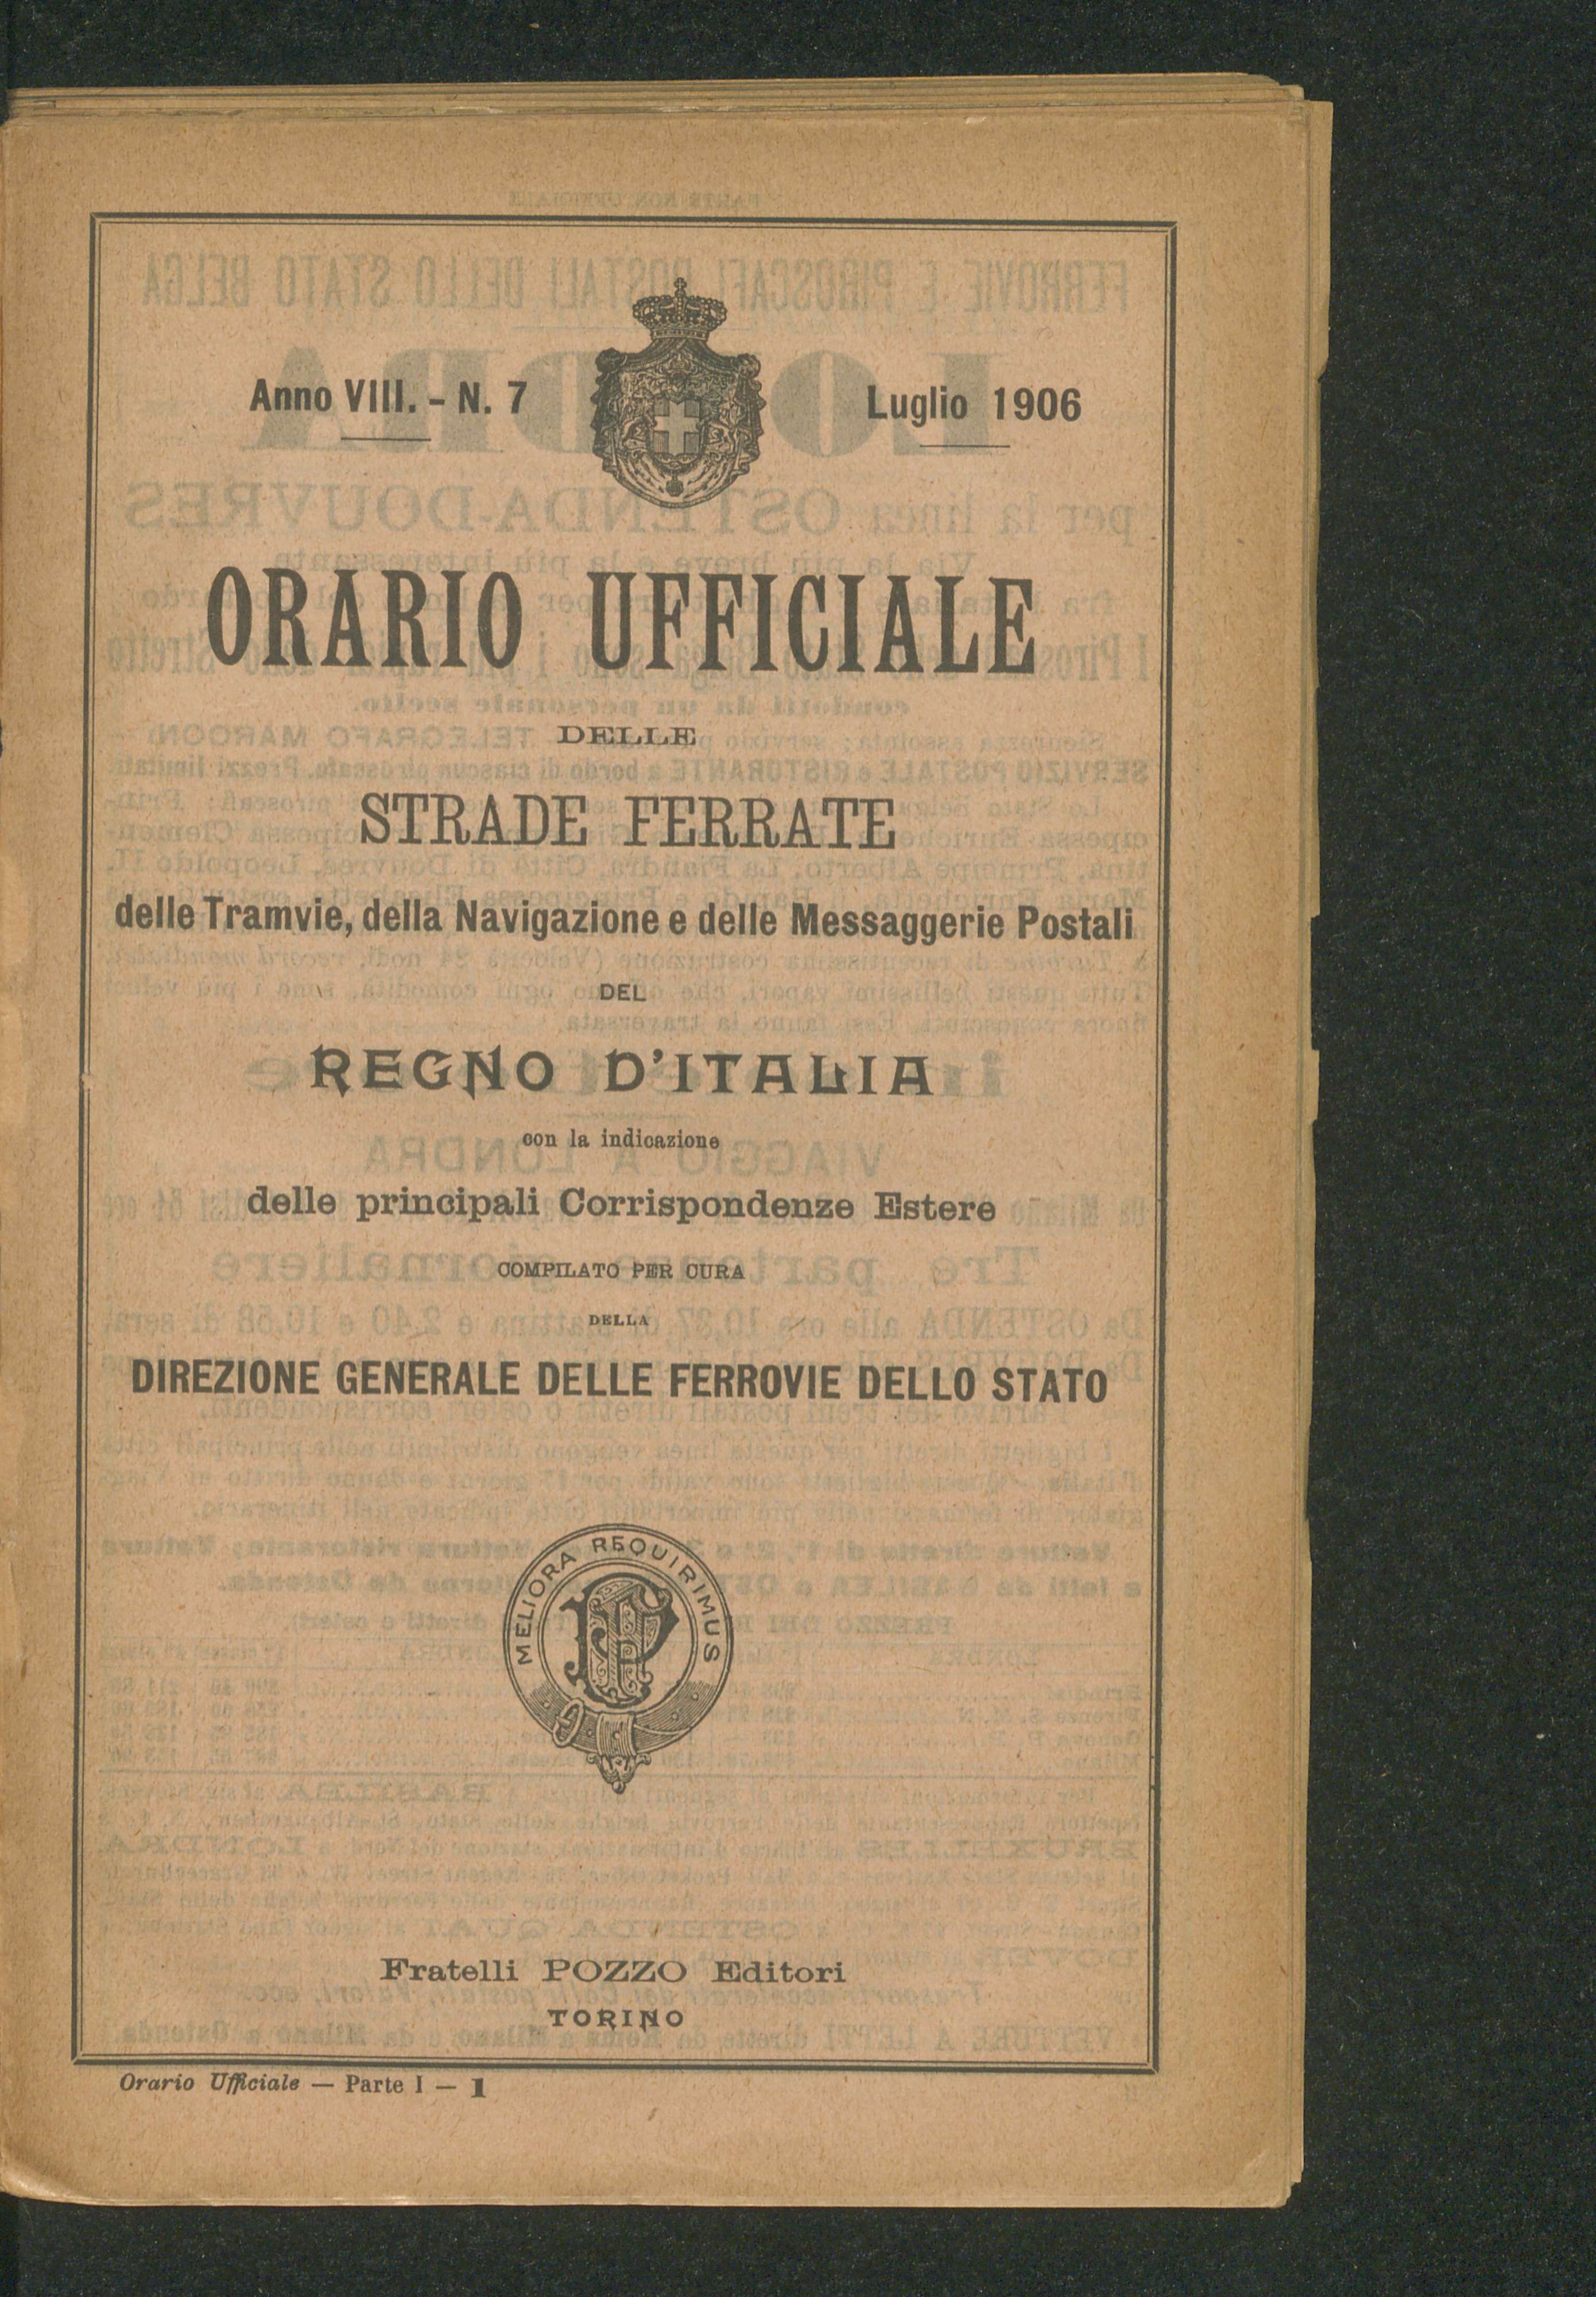 Anno VIII. - N. 7
Luglio 1906
ORARIO UFFICIALE
DELLE
STRADE FERRATE
delle Tramvie, della Navigazione e delle Messaggerie Postali
DEL
REGNO D'ITALIA
con la indicazione
delle principali Corrispondenze Estere
COMPILATO PER CURA
DELLA
DIREZIONE GENERALE DELLE FERROVIE DELLO STATO
MELIORA REQUIRIMUS
Fratelli POZZO Editori
TORINO
Orario Ufficiale — Parte I — 1